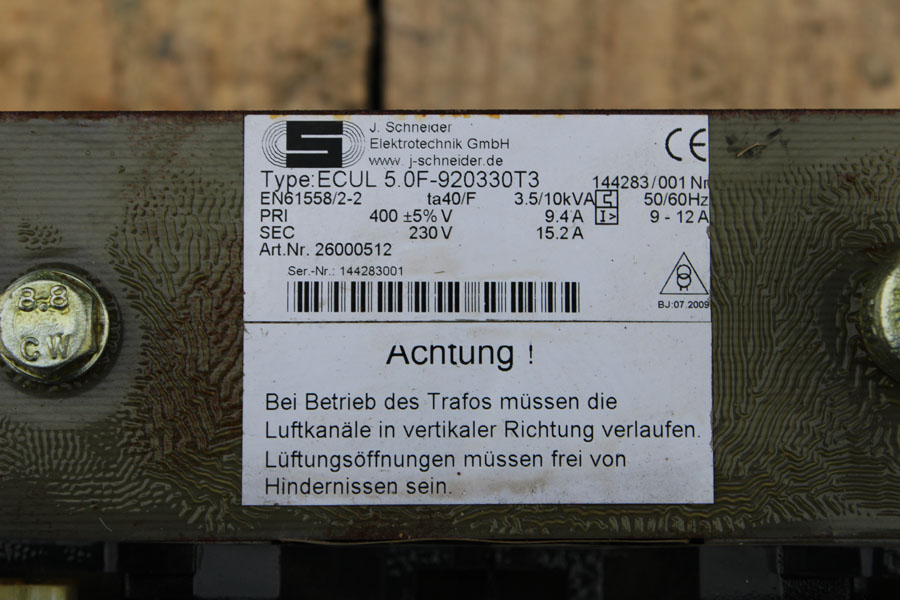 J. Schneider
Elektrotechnik GmbH
www. j-schneider.de
CE
Type:ECUL 5.0F-920330T3 144283/001 Nr
EN61558/2-2 ta40/F 3.5/10kVA 50/60Hz
PRI 400 ±5% V 9.4 A I> 9 - 12 A
SEC 230 V 15.2 A
Art.Nr. 26000512
Ser.-Nr.: 144283001
BJ:07.2009
Achtung !
Bei Betrieb des Trafos müssen die
Luftkanäle in vertikaler Richtung verlaufen.
Lüftungsöffnungen müssen frei von
Hindernissen sein.
8.8
CW